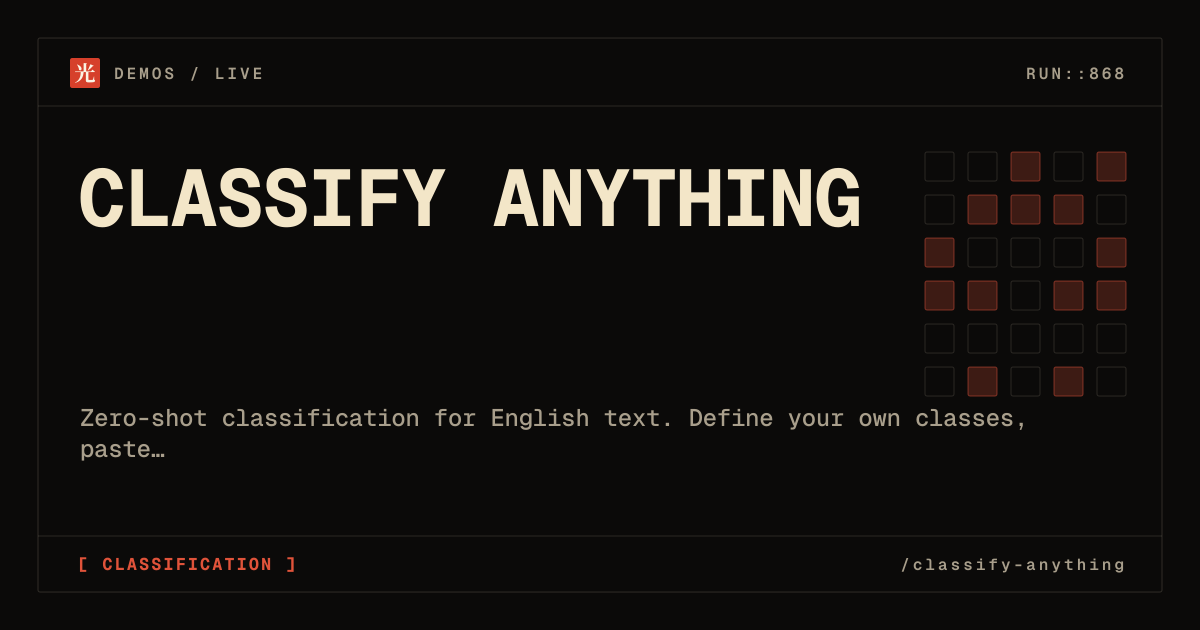 光 DEMOS / LIVE
RUN::868
CLASSIFY ANYTHING
Zero-shot classification for English text. Define your own classes,
paste…
[ CLASSIFICATION ]
/classify-anything